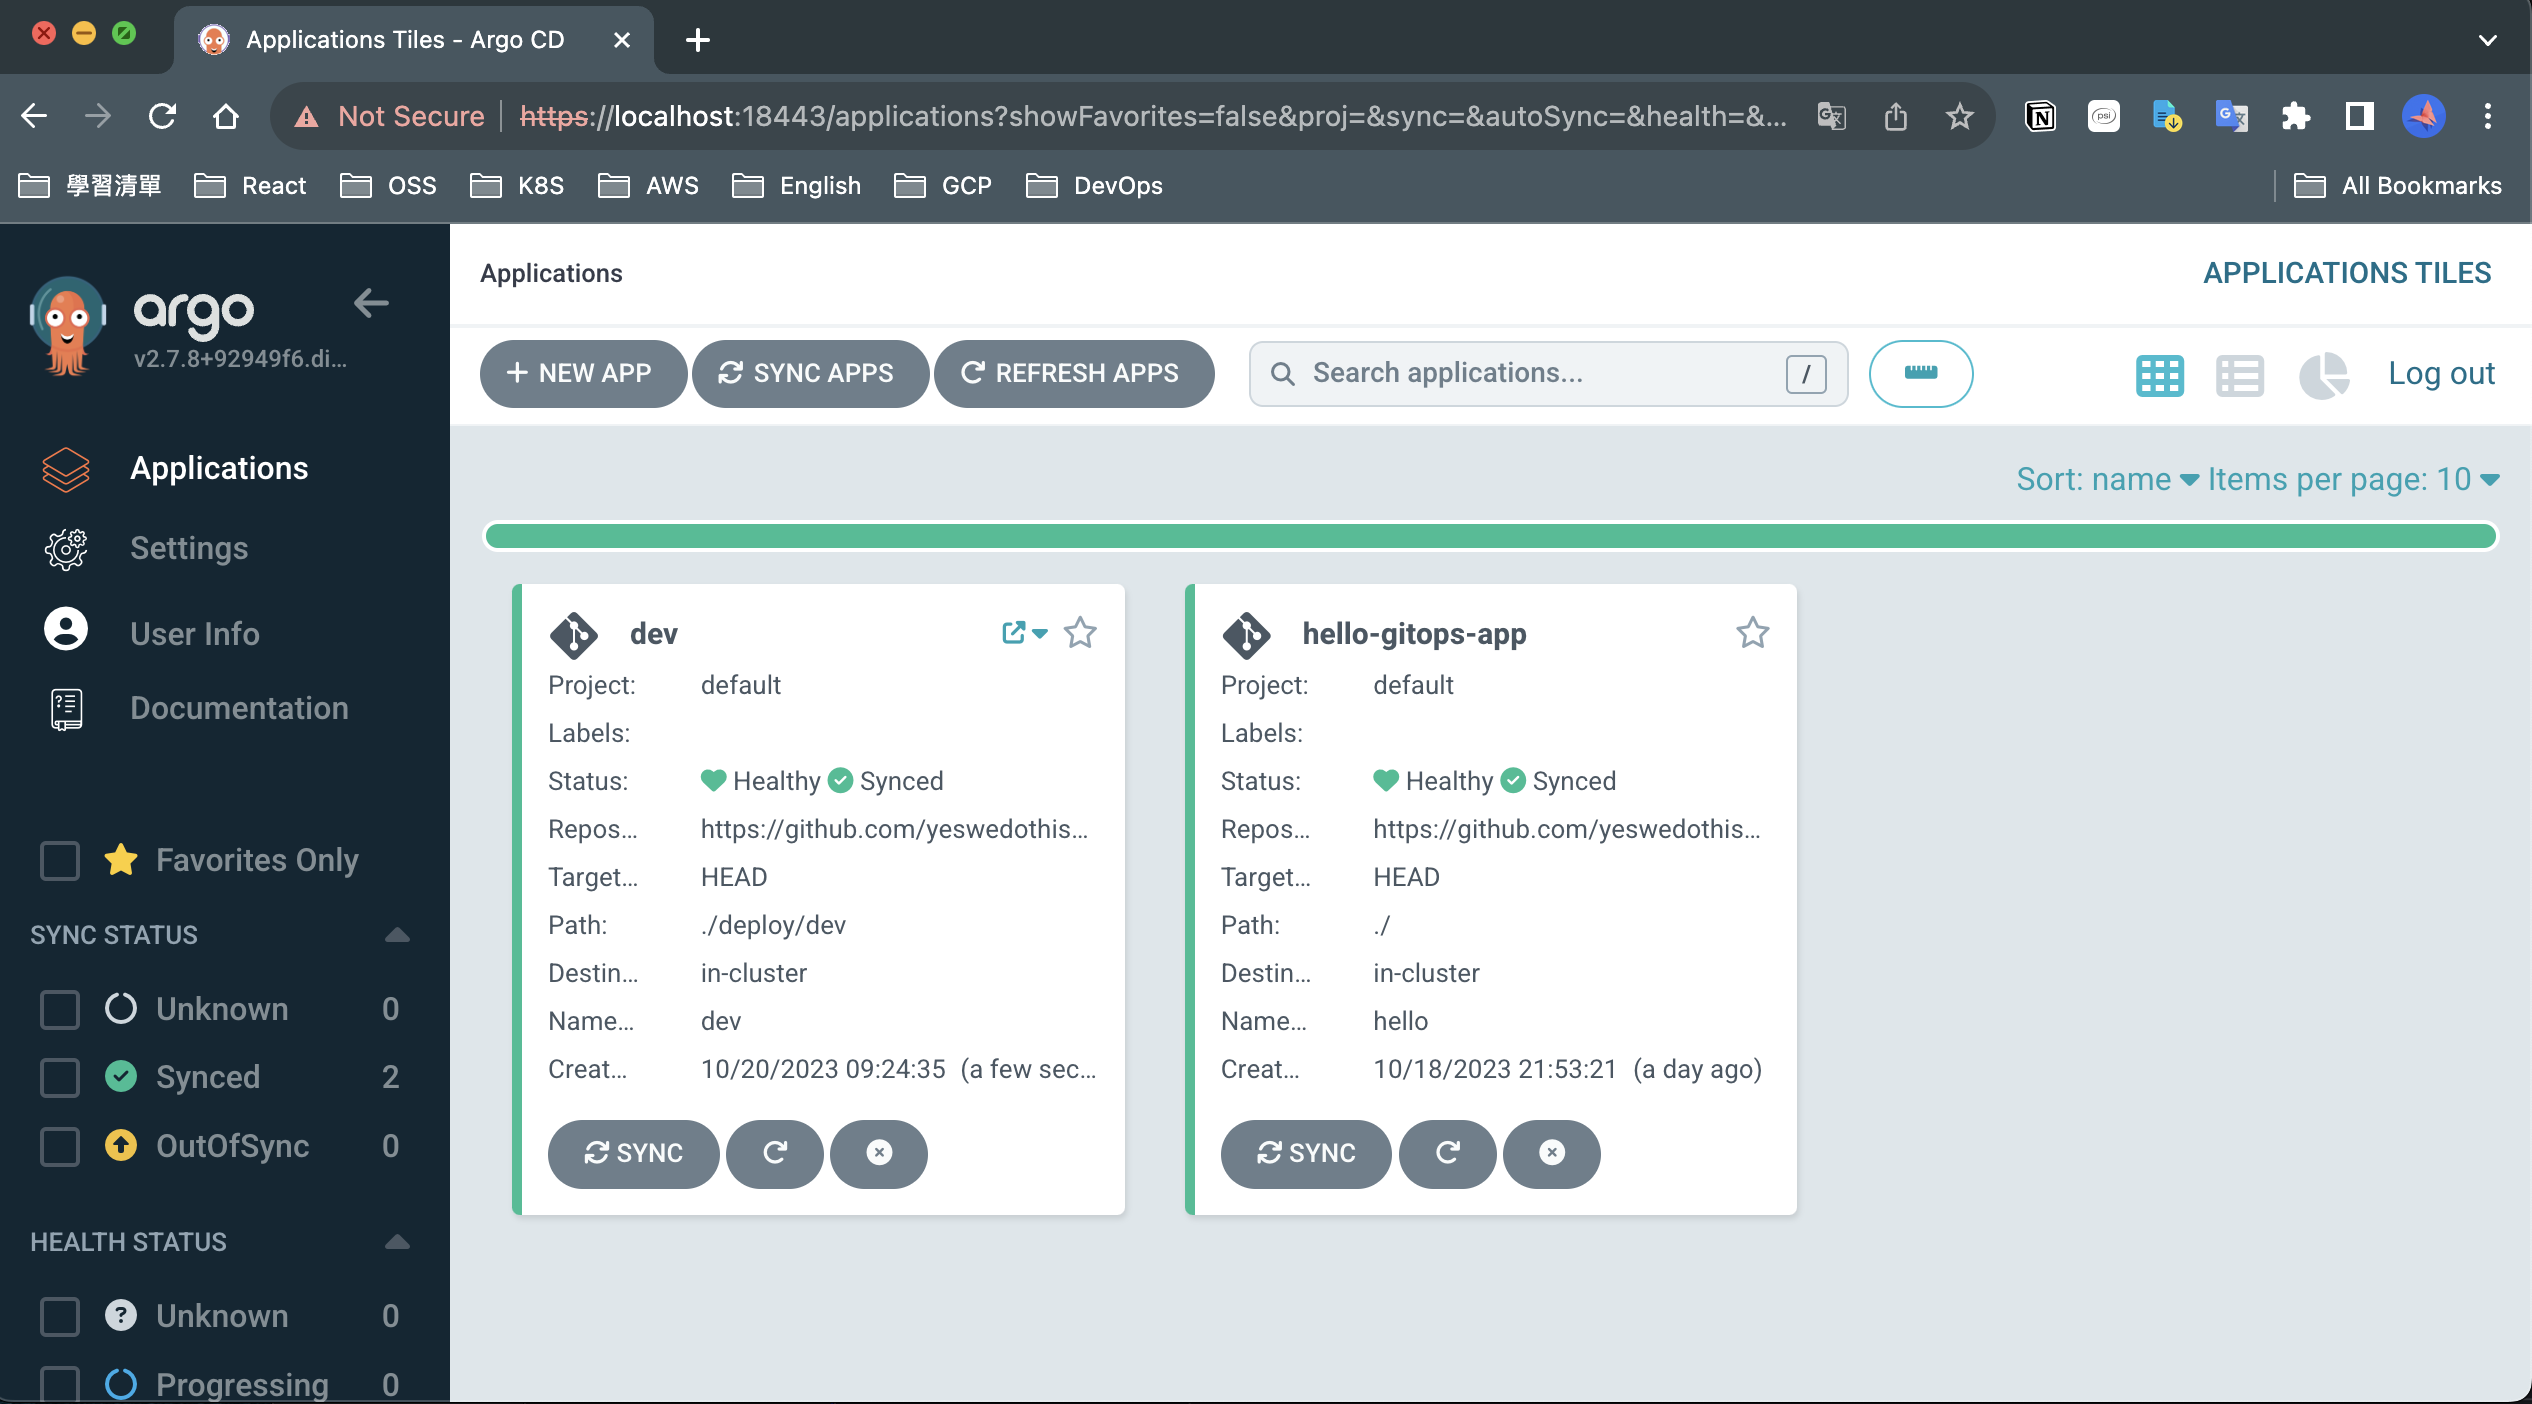 Applications Tiles - Argo CD
Not Secure https://localhost:18443/applications?showFavorites=false&proj=&sync=&autoSync=&health=&...
學習清單 React OSS K8S AWS English GCP DevOps All Bookmarks
argo
v2.7.8+92949f6.di...
Applications
Settings
User Info
Documentation
Favorites Only
SYNC STATUS
Unknown 0
Synced 2
OutOfSync 0
HEALTH STATUS
Unknown 0
Progressing 0
Applications APPLICATIONS TILES
+ NEW APP SYNC APPS REFRESH APPS Search applications... / Log out
Sort: name Items per page: 10
dev
Project: default
Labels:
Status: Healthy Synced
Repos... https://github.com/yeswedothis...
Target... HEAD
Path: ./deploy/dev
Destin... in-cluster
Name... dev
Creat... 10/20/2023 09:24:35 (a few sec...
SYNC
hello-gitops-app
Project: default
Labels:
Status: Healthy Synced
Repos... https://github.com/yeswedothis...
Target... HEAD
Path: ./
Destin... in-cluster
Name... hello
Creat... 10/18/2023 21:53:21 (a day ago)
SYNC